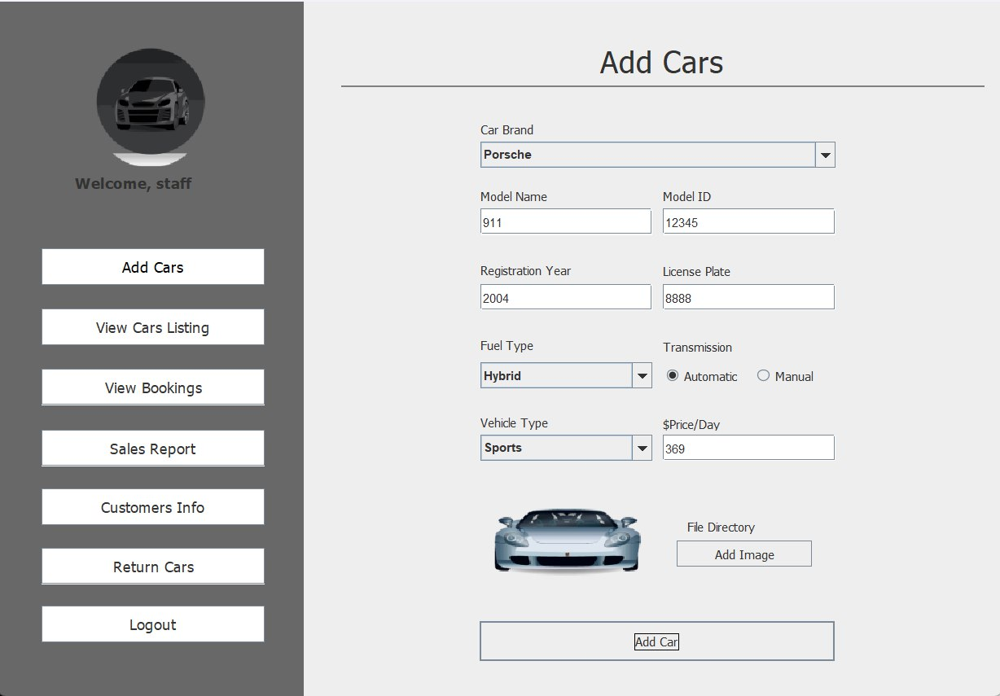 Welcome, staff
Add Cars
View Cars Listing
View Bookings
Sales Report
Customers Info
Return Cars
Logout
Add Cars
Car Brand
Porsche
Model Name Model ID
911 12345
Registration Year License Plate
2004 8888
Fuel Type Transmission
Hybrid Automatic Manual
Vehicle Type $Price/Day
Sports 369
File Directory
Add Image
Add Car